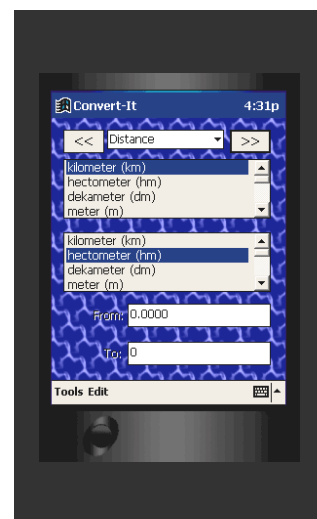 Convert-It 4:31p
<< Distance >>
kilometer (km)
hectometer (hm)
dekameter (dm)
meter (m)
kilometer (km)
hectometer (hm)
dekameter (dm)
meter (m)
From: 0.0000
To: 0
Tools Edit